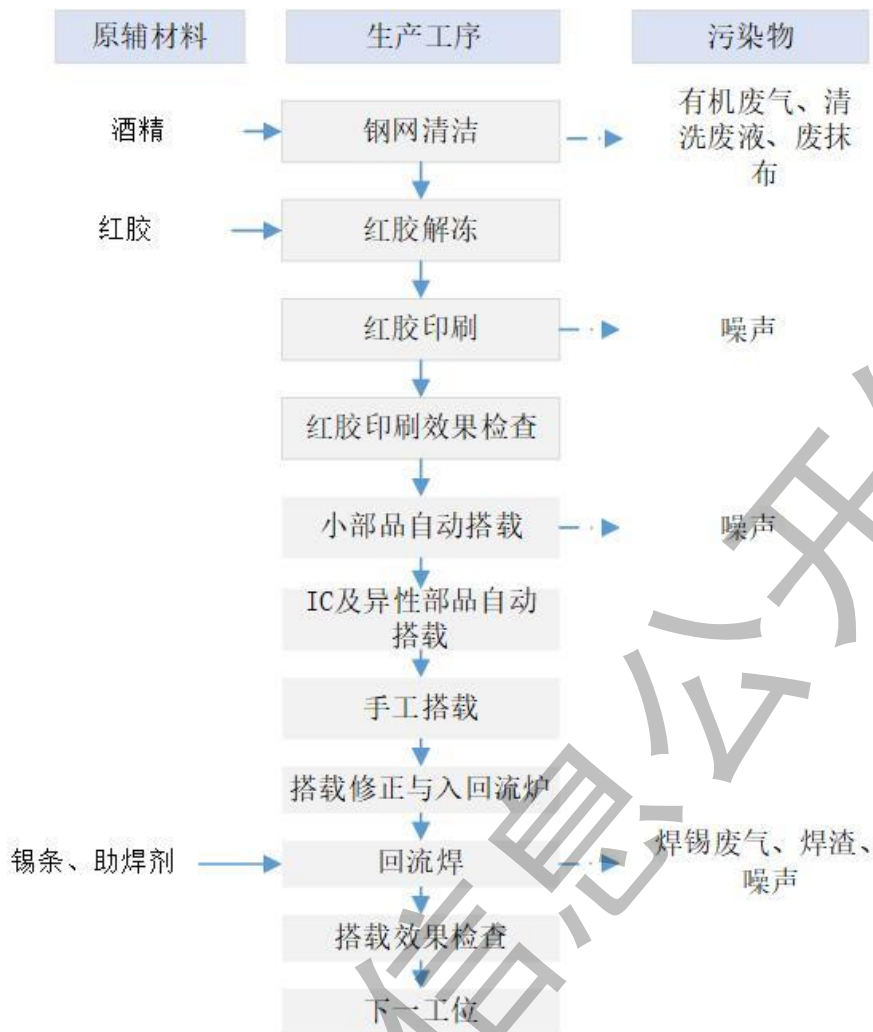 原辅材料 生产工序 污染物
酒精
钢网清洁
有机废气、清
洗废液、废抹
布
红胶
红胶解冻
红胶印刷
噪声
红胶印刷效果检查
小部品自动搭载
噪声
IC及异性部品自动
搭载
手工搭载
搭载修正与入回流炉
锡条、助焊剂
回流焊
焊锡废气、焊渣、
噪声
搭载效果检查
下一工位
信息公开